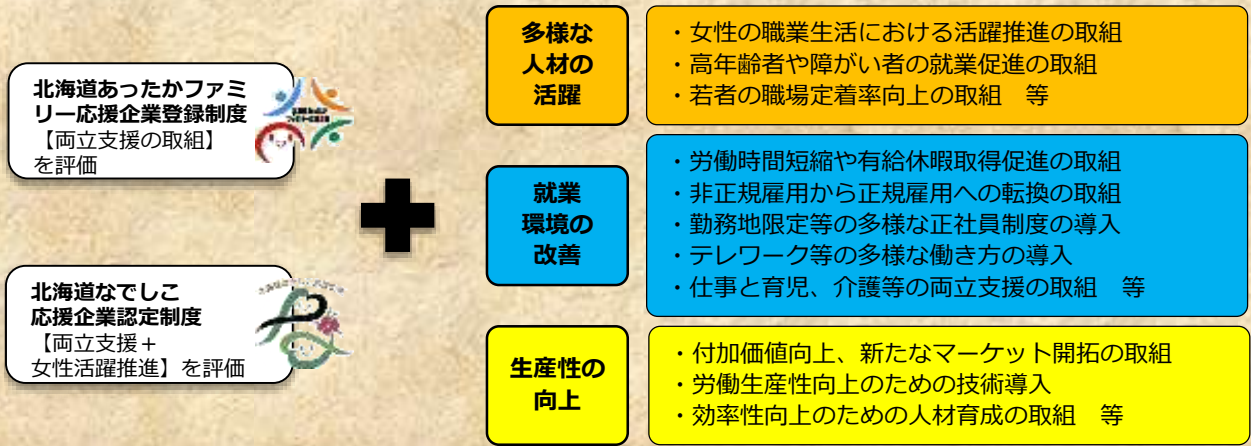 北海道あったかファミ
リー応援企業登録制度
【両立支援の取組】
を評価
北海道なでしこ
応援企業認定制度
【両立支援＋
女性活躍推進】を評価
多様な
人材の
活躍
・女性の職業生活における活躍推進の取組
・高年齢者や障がい者の就業促進の取組
・若者の職場定着率向上の取組　等
就業
環境の
改善
・労働時間短縮や有給休暇取得促進の取組
・非正規雇用から正規雇用への転換の取組
・勤務地限定等の多様な正社員制度の導入
・テレワーク等の多様な働き方の導入
・仕事と育児、介護等の両立支援の取組　等
生産性の
向上
・付加価値向上、新たなマーケット開拓の取組
・労働生産性向上のための技術導入
・効率性向上のための人材育成の取組　等